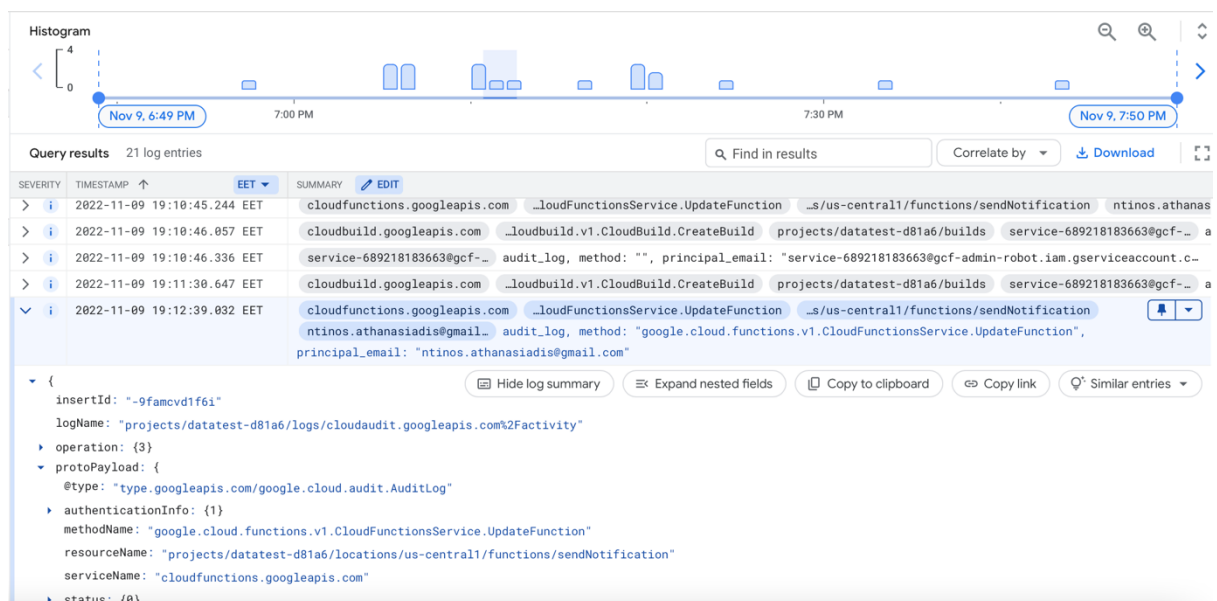 Histogram
4
0
Nov 9, 6:49 PM
7:00 PM
7:30 PM
Nov 9, 7:50 PM
Query results 21 log entries
Find in results
Correlate by
Download
SEVERITY TIMESTAMP EET SUMMARY EDIT
2022-11-09 19:10:45.244 EET cloudfunctions.googleapis.com …loudFunctionsService.UpdateFunction …s/us-central1/functions/sendNotification ntinos.athanas
2022-11-09 19:10:46.057 EET cloudbuild.googleapis.com …loudbuild.v1.CloudBuild.CreateBuild projects/datatest-d81a6/builds service-689218183663@gcf-… a
2022-11-09 19:10:46.336 EET service-689218183663@gcf-… audit_log, method: "", principal_email: "service-689218183663@gcf-admin-robot.iam.gserviceaccount.c…
2022-11-09 19:11:30.647 EET cloudbuild.googleapis.com …loudbuild.v1.CloudBuild.CreateBuild projects/datatest-d81a6/builds service-689218183663@gcf-… a
2022-11-09 19:12:39.032 EET cloudfunctions.googleapis.com …loudFunctionsService.UpdateFunction …s/us-central1/functions/sendNotification
ntinos.athanasiadis@gmail… audit_log, method: "google.cloud.functions.v1.CloudFunctionsService.UpdateFunction",
principal_email: "ntinos.athanasiadis@gmail.com"
{
Hide log summary Expand nested fields Copy to clipboard Copy link Similar entries
insertId: "-9famcvd1f6i"
logName: "projects/datatest-d81a6/logs/cloudaudit.googleapis.com%2Factivity"
operation: {3}
protoPayload: {
@type: "type.googleapis.com/google.cloud.audit.AuditLog"
authenticationInfo: {1}
methodName: "google.cloud.functions.v1.CloudFunctionsService.UpdateFunction"
resourceName: "projects/datatest-d81a6/locations/us-central1/functions/sendNotification"
serviceName: "cloudfunctions.googleapis.com"
status: {0}